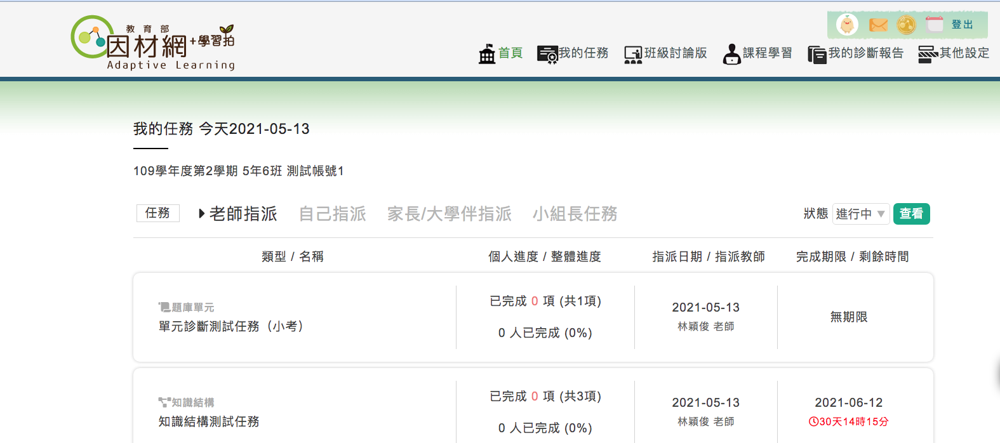 教育部
因材網+學習拍
Adaptive Learning
登出
首頁 我的任務 班級討論版 課程學習 我的診斷報告 其他設定
我的任務 今天2021-05-13
109學年度第2學期 5年6班 測試帳號1
任務 老師指派 自己指派 家長/大學伴指派 小組長任務 狀態 進行中 查看
類型 / 名稱 個人進度 / 整體進度 指派日期 / 指派教師 完成期限 / 剩餘時間
題庫單元
單元診斷測試任務（小考）
已完成 0 項 (共1項)
0 人已完成 (0%)
2021-05-13
林穎俊 老師
無期限
知識結構
知識結構測試任務
已完成 0 項 (共3項)
0 人已完成 (0%)
2021-05-13
林穎俊 老師
2021-06-12
30天14時15分